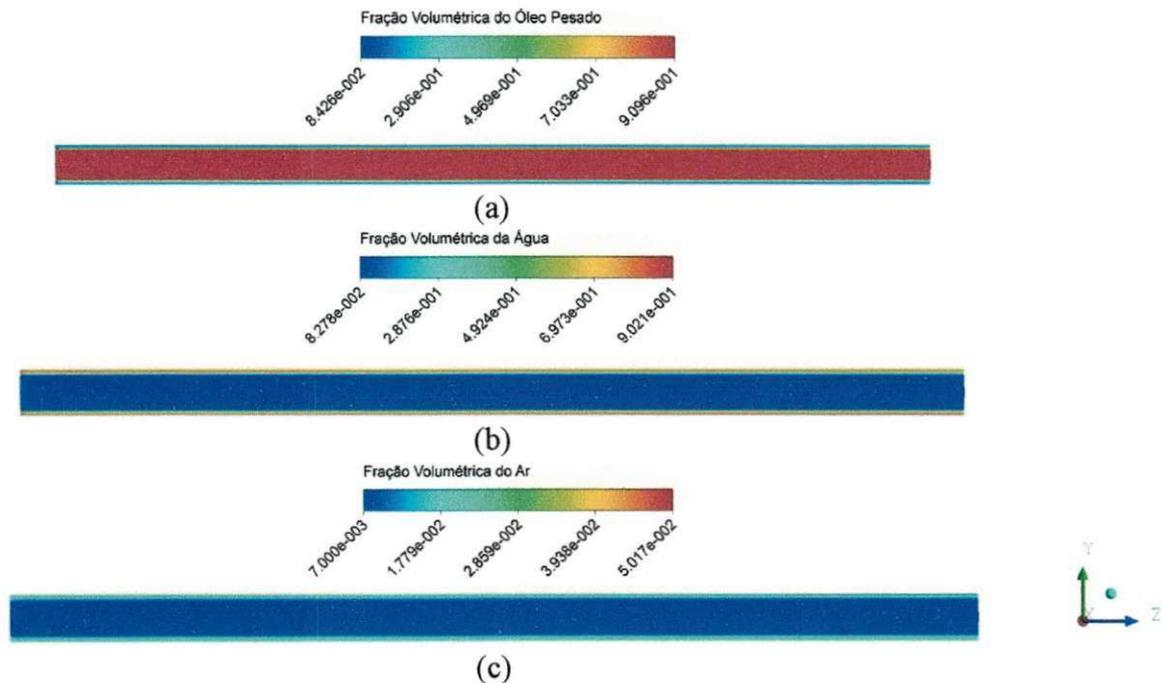 Fração Volumétrica do Óleo Pesado
8.426e-002 2.906e-001 4.969e-001 7.033e-001 9.096e-001
(a)
Fração Volumétrica da Água
8.278e-002 2.876e-001 4.924e-001 6.973e-001 9.021e-001
(b)
Fração Volumétrica do Ar
7.000e-003 1.779e-002 2.859e-002 3.938e-002 5.017e-002
Y
X Z
(c)